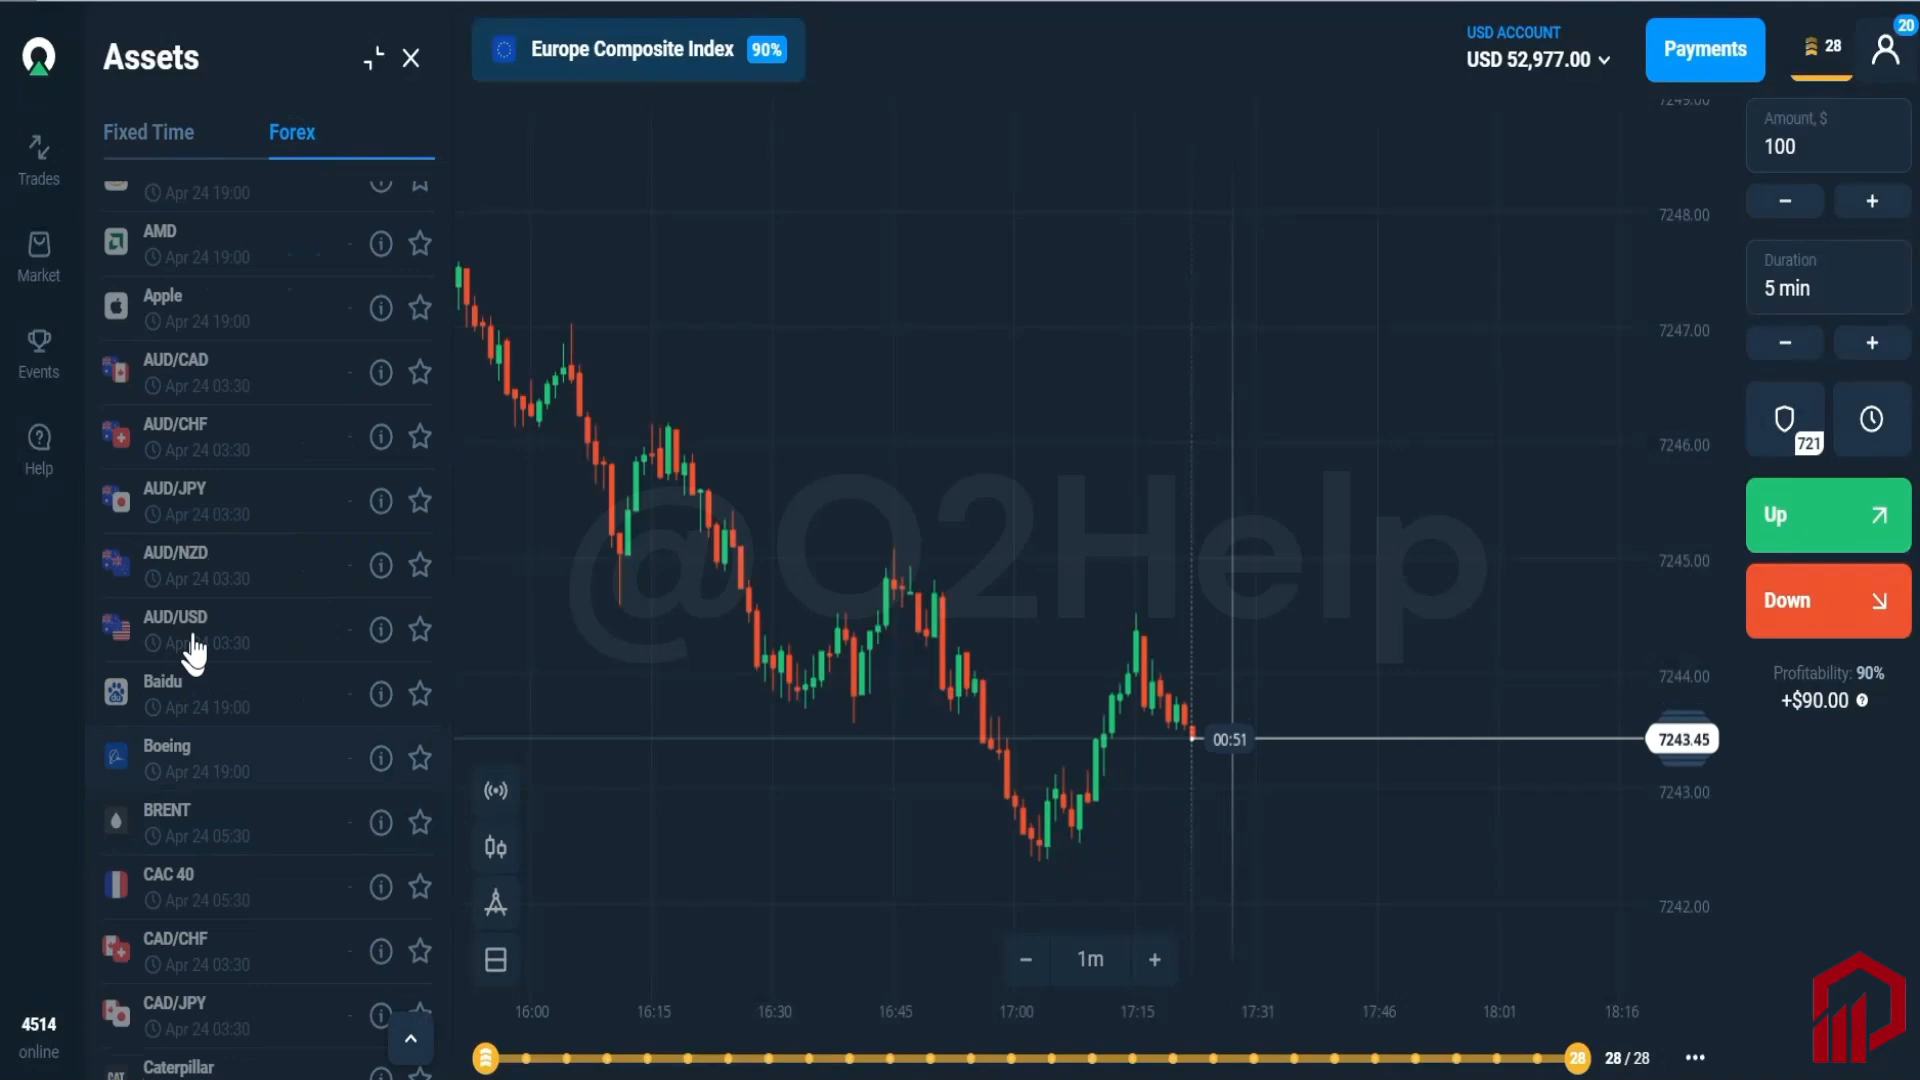 Assets
Fixed Time
Forex
Apr 24 19:00
AMD
Apr 24 19:00
Apple
Apr 24 19:00
AUD/CAD
Apr 24 03:30
AUD/CHF
Apr 24 03:30
AUD/JPY
Apr 24 03:30
AUD/NZD
Apr 24 03:30
AUD/USD
03:30
Baidu
Apr 24 19:00
Boeing
Apr 24 19:00
BRENT
Apr 24 05:30
CAC 40
Apr 24 05:30
CAD/CHF
Apr 24 03:30
CAD/JPY
Apr 24 03:30
Caterpillar
CAT
Trades
Market
Events
Help
4514
online
Europe Composite Index 90%
USD ACCOUNT
USD 52,977.00
Payments
28
20
7249.00
7248.00
7247.00
7246.00
7245.00
7244.00
7243.45
7243.00
7242.00
@O2Help
00:51
1m
16:00
16:15
16:30
16:45
17:00
17:15
17:31
17:46
18:01
18:16
28
28 / 28
Amount, $
100
Duration
5 min
721
Up
Down
Profitability: 90%
+$90.00